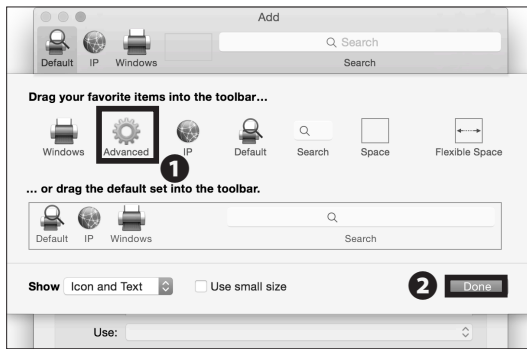 Add
Search
Default IP Windows Search
Drag your favorite items into the toolbar...
Windows Advanced IP Default Search Space Flexible Space
1
... or drag the default set into the toolbar.
Search
Default IP Windows Search
Show Icon and Text Use small size 2 Done
Use: